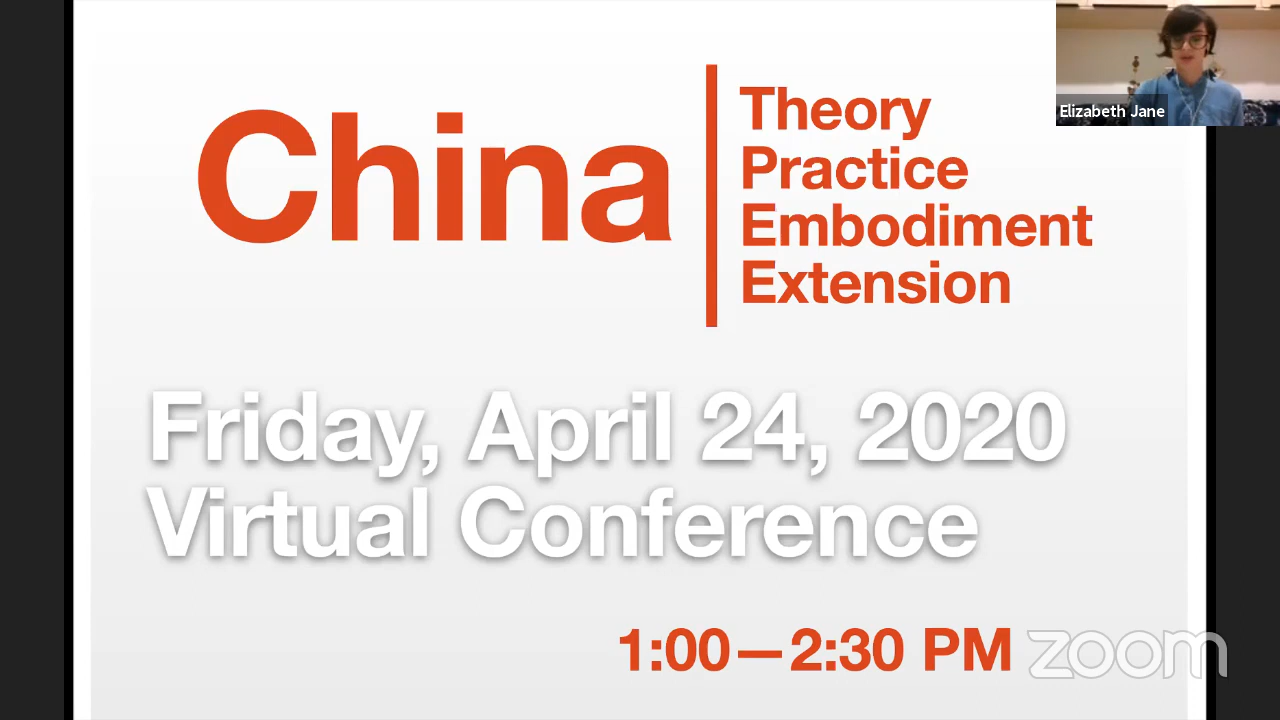 China
Theory
Practice
Embodiment
Extension
Elizabeth Jane
Friday, April 24, 2020
Virtual Conference
1:00—2:30 PM
zoom